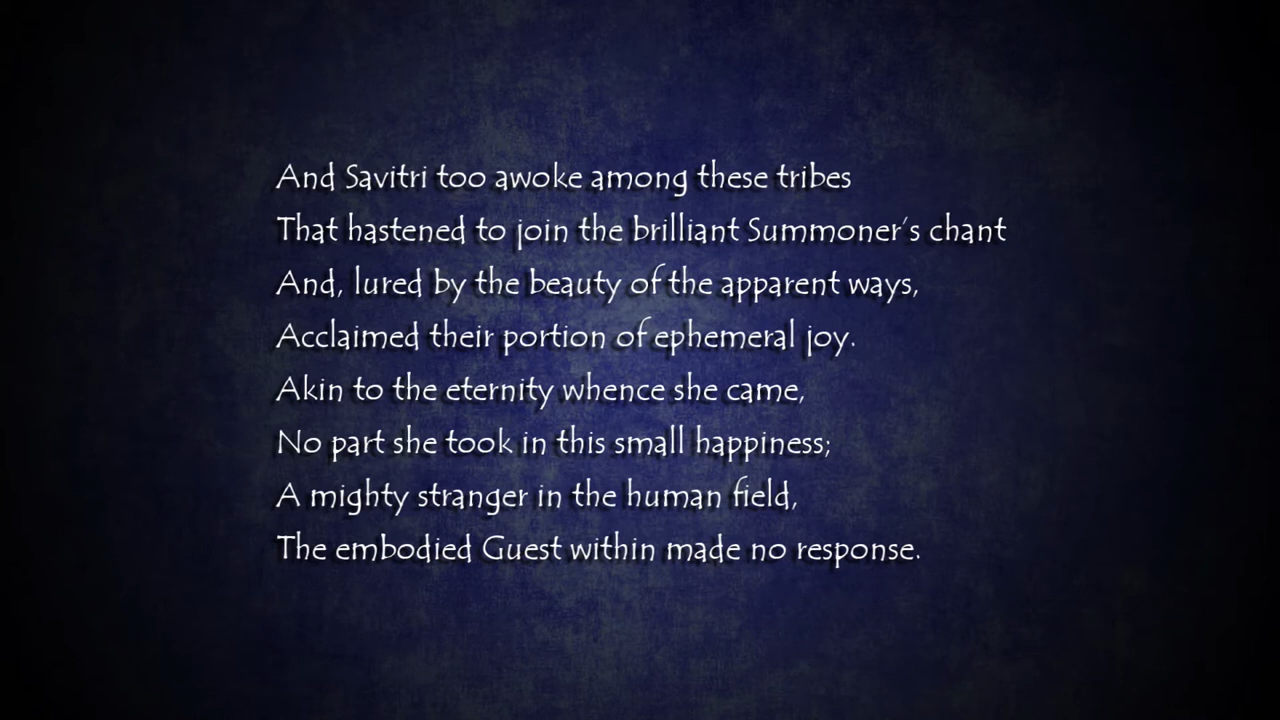 And Savitri too awoke among these tribes
That hastened to join the brilliant Summoner’s chant
And, lured by the beauty of the apparent ways,
Acclaimed their portion of ephemeral joy.
Akin to the eternity whence she came,
No part she took in this small happiness;
A mighty stranger in the human field,
The embodied Guest within made no response.